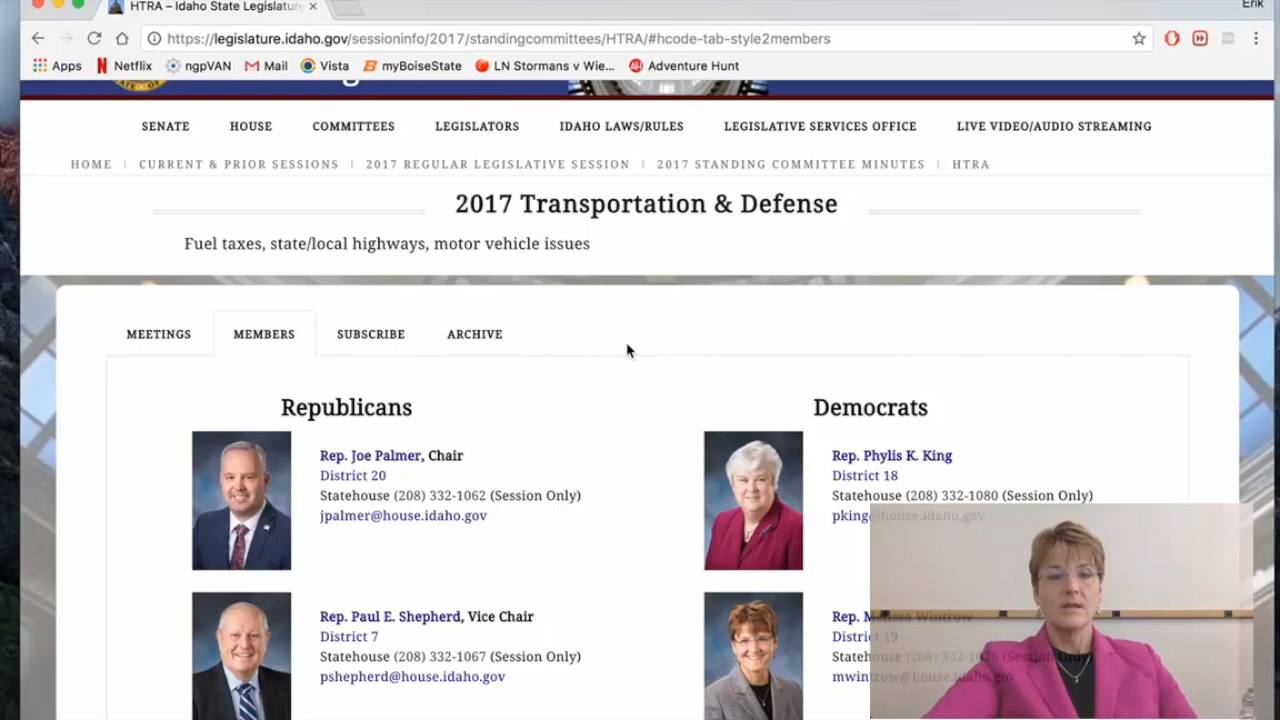 HTRA – Idaho State Legislatur
Erik
https://legislature.idaho.gov/sessioninfo/2017/standingcommittees/HTRA/#hcode-tab-style2members
Apps Netflix ngpVAN Mail Vista myBoiseState LN Stormans v Wie... Adventure Hunt
SENATE HOUSE COMMITTEES LEGISLATORS IDAHO LAWS/RULES LEGISLATIVE SERVICES OFFICE LIVE VIDEO/AUDIO STREAMING
HOME | CURRENT & PRIOR SESSIONS | 2017 REGULAR LEGISLATIVE SESSION | 2017 STANDING COMMITTEE MINUTES | HTRA
2017 Transportation & Defense
Fuel taxes, state/local highways, motor vehicle issues
MEETINGS MEMBERS SUBSCRIBE ARCHIVE
Republicans
Rep. Joe Palmer, Chair
District 20
Statehouse (208) 332-1062 (Session Only)
jpalmer@house.idaho.gov
Rep. Paul E. Shepherd, Vice Chair
District 7
Statehouse (208) 332-1067 (Session Only)
pshepherd@house.idaho.gov
Democrats
Rep. Phylis K. King
District 18
Statehouse (208) 332-1080 (Session Only)
pking@house.idaho.gov
Rep. Melissa Wintrow
District 19
Statehouse (208) (Session Only)
mwintrow@house.idaho.gov